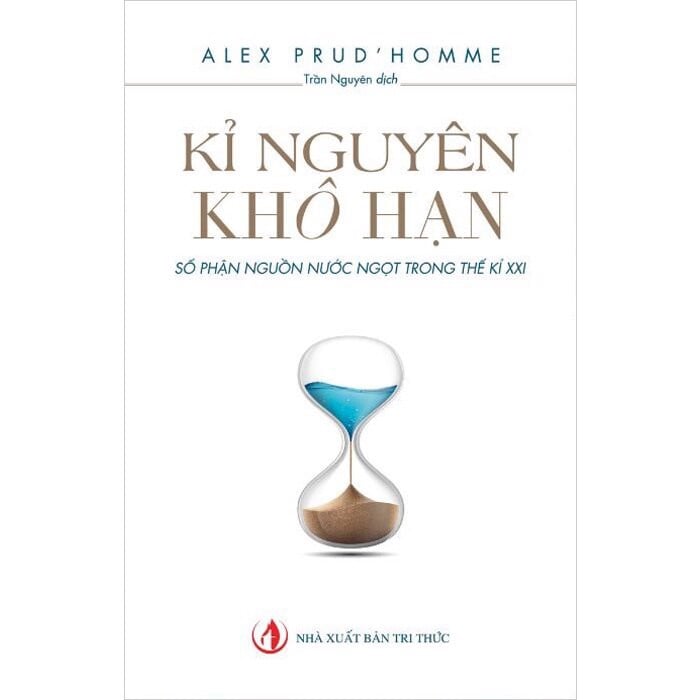 ALEX PRUD'HOMME
Trần Nguyên dịch
KỈ NGUYÊN
KHÔ HẠN
SỐ PHẬN NGUỒN NƯỚC NGỌT TRONG THẾ KỈ XXI
NHÀ XUẤT BẢN TRI THỨC